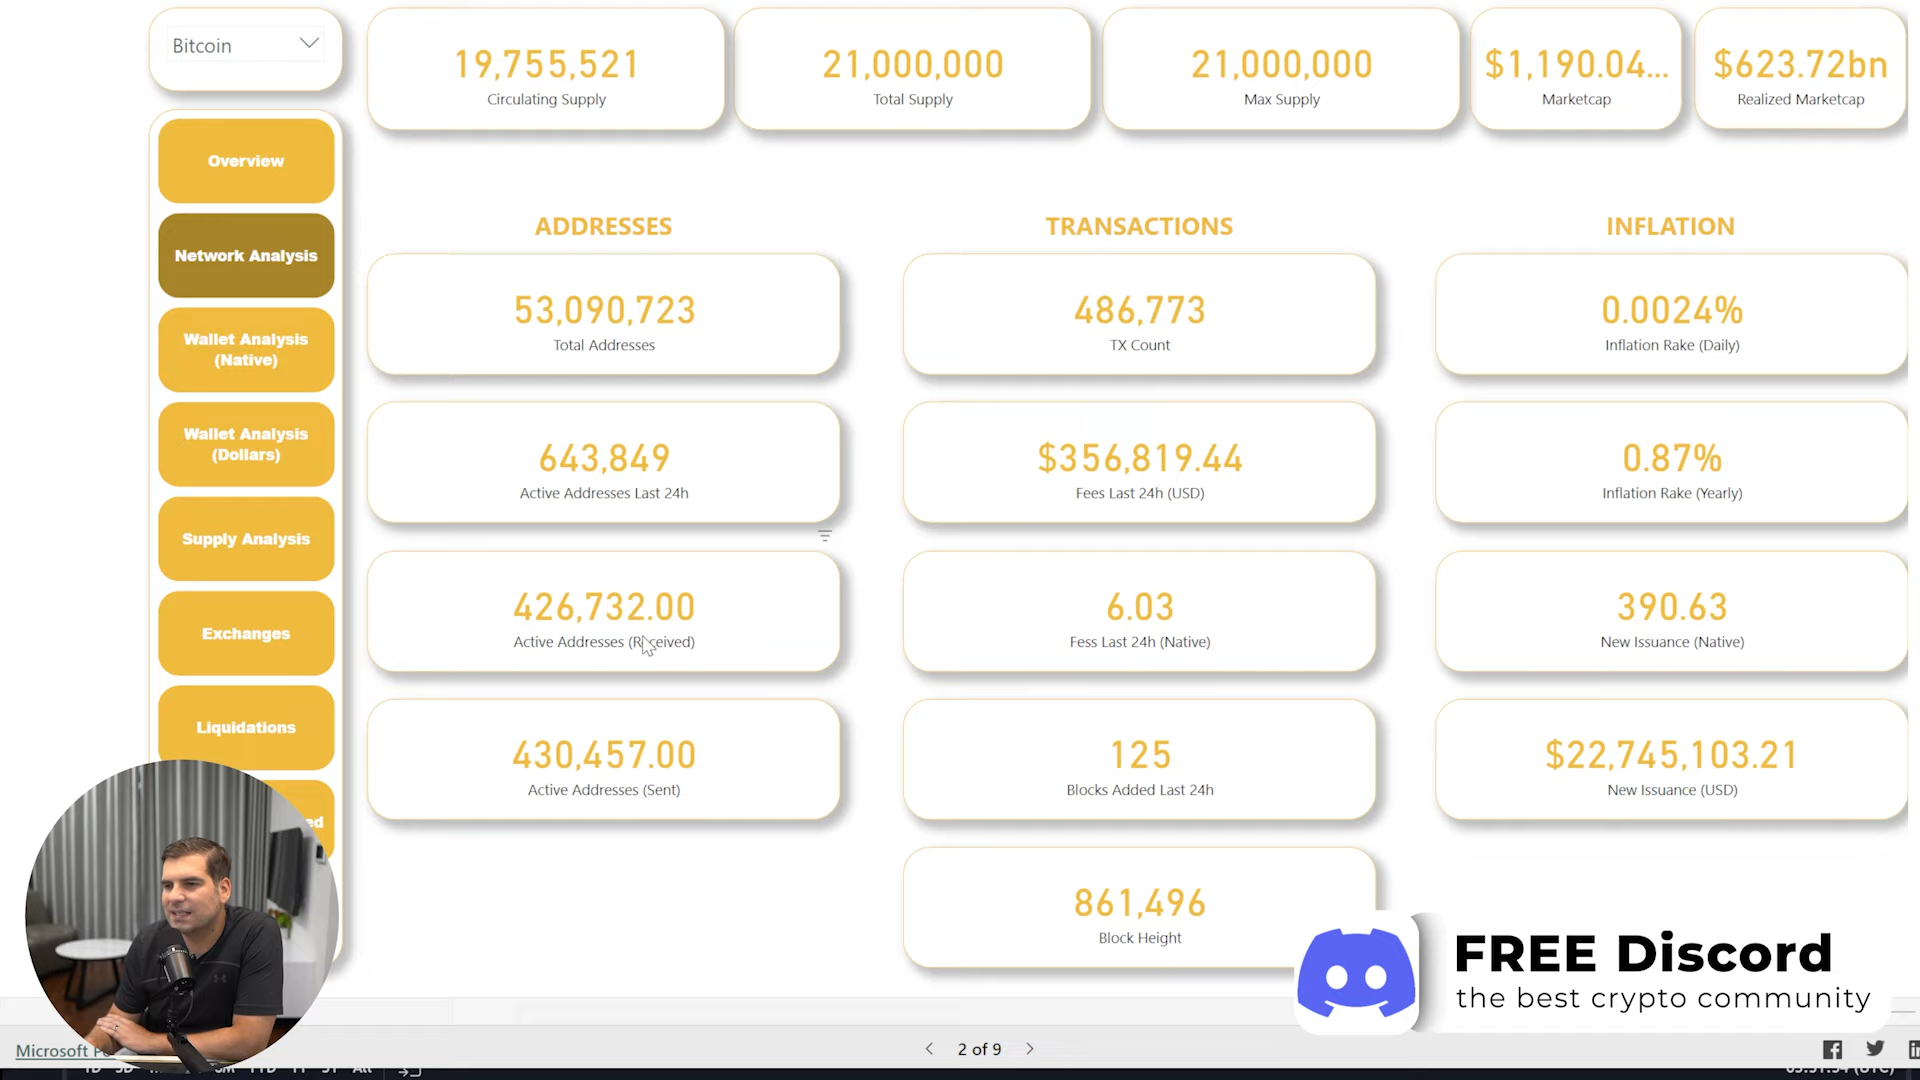 Bitcoin
19,755,521
Circulating Supply
21,000,000
Total Supply
21,000,000
Max Supply
$1,190.04...
Marketcap
$623.72bn
Realized Marketcap
Overview
Network Analysis
Wallet Analysis
(Native)
Wallet Analysis
(Dollars)
Supply Analysis
Exchanges
Liquidations
ADDRESSES
53,090,723
Total Addresses
643,849
Active Addresses Last 24h
426,732.00
Active Addresses (Received)
430,457.00
Active Addresses (Sent)
TRANSACTIONS
486,773
TX Count
$356,819.44
Fees Last 24h (USD)
6.03
Fess Last 24h (Native)
125
Blocks Added Last 24h
861,496
Block Height
INFLATION
0.0024%
Inflation Rake (Daily)
0.87%
Inflation Rake (Yearly)
390.63
New Issuance (Native)
$22,745,103.21
New Issuance (USD)
FREE Discord
the best crypto community
Microsoft
2 of 9